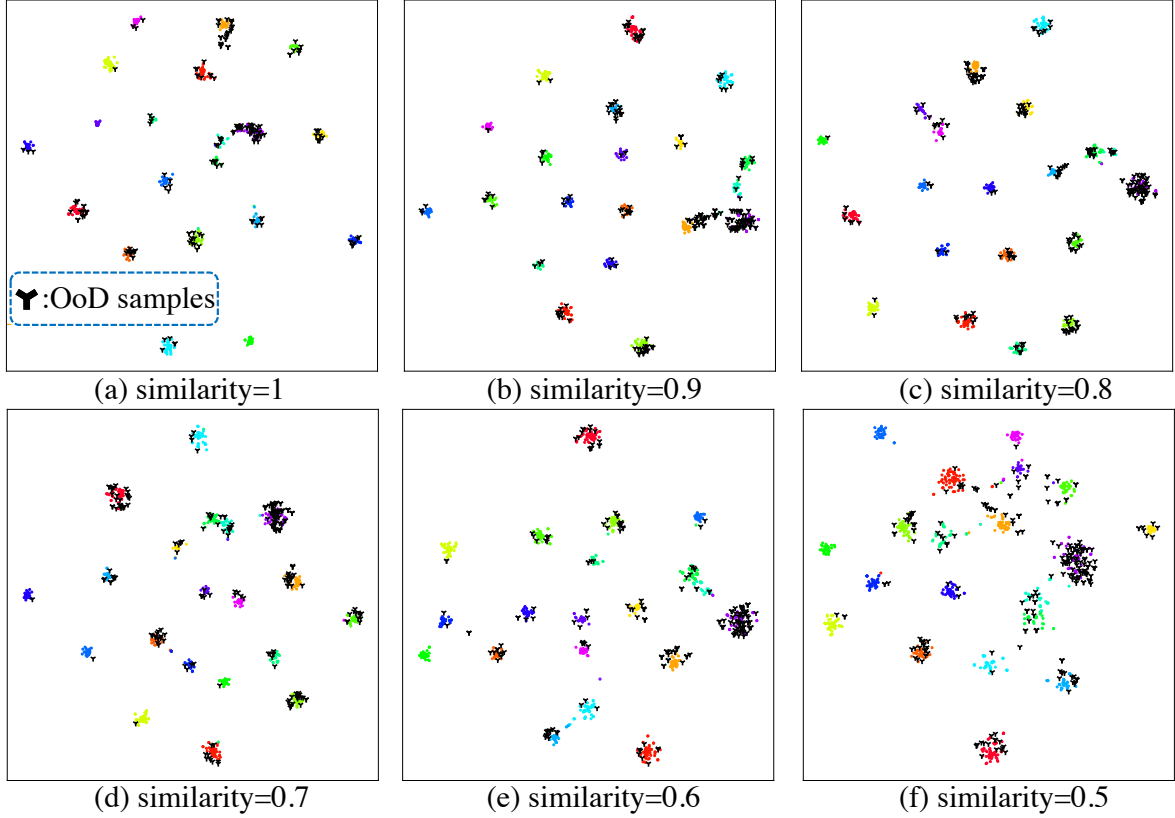 :OoD samples
(a) similarity=1
(b) similarity=0.9
(c) similarity=0.8
(d) similarity=0.7
(e) similarity=0.6
(f) similarity=0.5